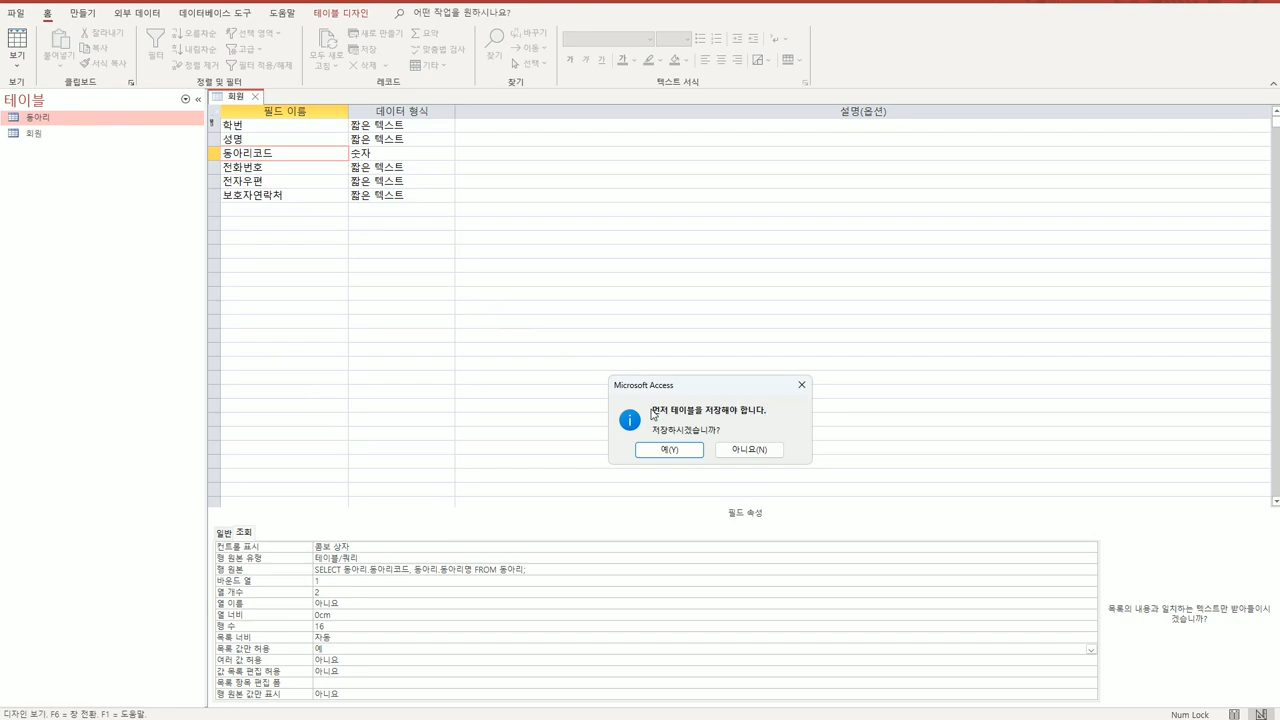 파일 홈 만들기 외부 데이터 데이터베이스 도구 도움말 테이블 디자인 어떤 작업을 원하시나요?
보기
붙여넣기
잘라내기
복사
서식 복사
클립보드
필터
오름차순
내림차순
정렬 제거
선택 영역
고급
필터 적용/해제
정렬 및 필터
모두 새로 고침
새로 만들기
저장
삭제
요약
맞춤법 검사
기타
레코드
찾기
바꾸기
이동
선택
찾기
가 가 가
텍스트 서식
테이블
동아리
회원
회원
필드 이름 데이터 형식 설명(옵션)
학번 짧은 텍스트
성명 짧은 텍스트
동아리코드 숫자
전화번호 짧은 텍스트
전자우편 짧은 텍스트
보호자연락처 짧은 텍스트
Microsoft Access
먼저 테이블을 저장해야 합니다.
저장하시겠습니까?
예(Y) 아니요(N)
필드 속성
일반 조회
컨트롤 표시 콤보 상자
행 원본 유형 테이블/쿼리
행 원본 SELECT 동아리.동아리코드, 동아리.동아리명 FROM 동아리;
바운드 열 1
열 개수 2
열 이름 아니요
열 너비 0cm
행 수 16
목록 너비 자동
목록 값만 허용 예
여러 값 허용 아니요
값 목록 편집 허용 아니요
목록 항목 편집 폼
행 원본 값만 표시 아니요
목록의 내용과 일치하는 텍스트만 받아들이시
겠습니까?
디자인 보기. F6 = 창 전환. F1 = 도움말. Num Lock